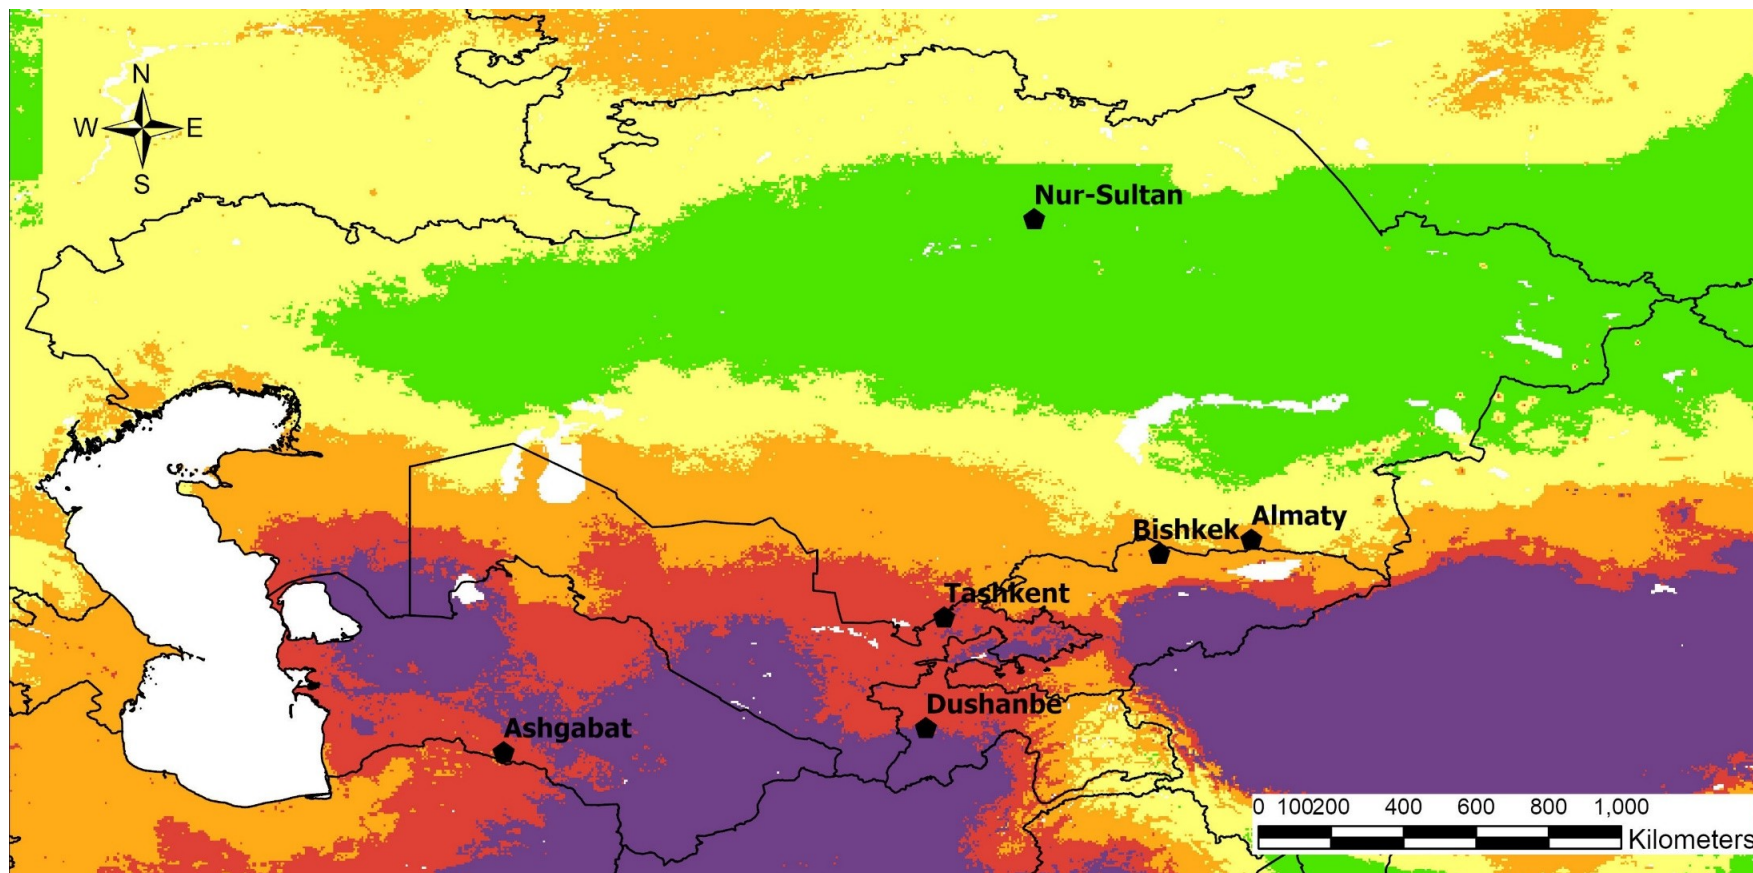 N
W E
S
Nur-Sultan
Bishkek
Almaty
Tashkent
Dushanbe
Ashgabat
0 100200 400 600 800 1,000
Kilometers